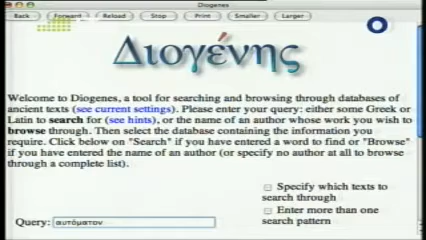 Diogenes
Back Forward Reload Stop Print Smaller Larger
Διογένης
Welcome to Diogenes, a tool for searching and browsing through databases of
ancient texts (see current settings). Please enter your query: either some Greek or
Latin to search for (see hints), or the name of an author whose work you wish to
browse through. Then select the database containing the information you
require. Click below on "Search" if you have entered a word to find or "Browse"
if you have entered the name of an author (or specify no author at all to browse
through a complete list).
Specify which texts to
search through
Enter more than one
search pattern
Query: αυτόματον